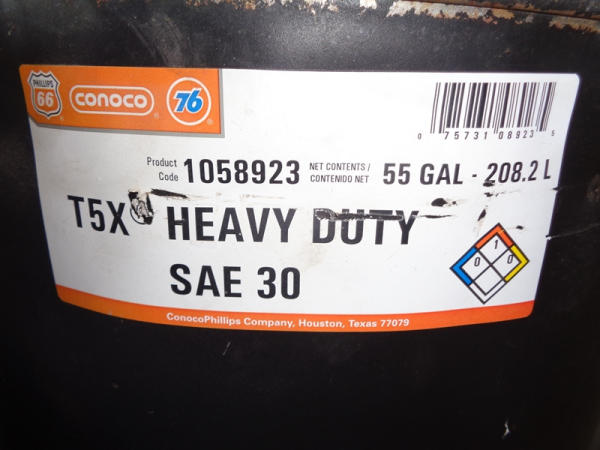 PHILLIPS
66
CONOCO
76
0 75731 08923 5
Product Code 1058923 NET CONTENTS / CONTENIDO NET 55 GAL - 208.2 L
T5X HEAVY DUTY
SAE 30
1
0 0
ConocoPhillips Company, Houston, Texas 77079